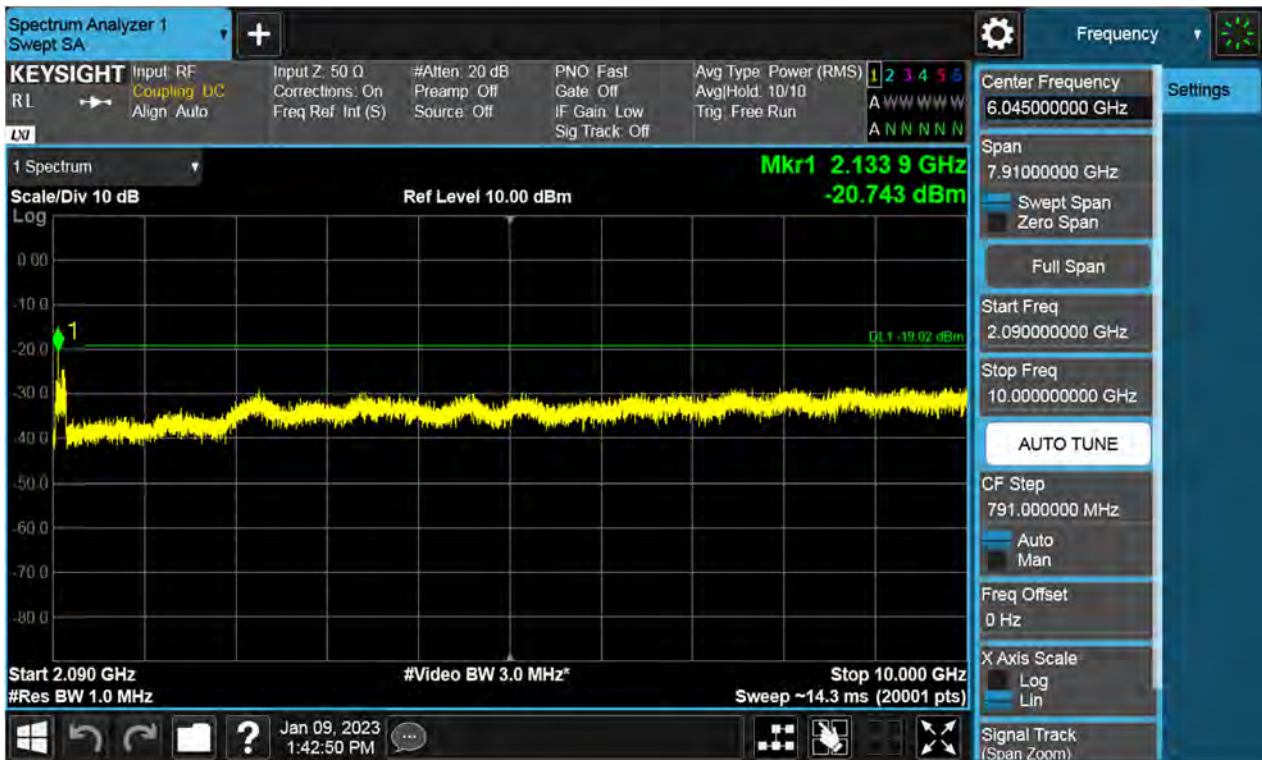 Spectrum Analyzer 1
Swept SA
+
Frequency
KEYSIGHT
RL
LXI
Input: RF
Coupling: DC
Align: Auto
Input Z: 50 Ω
Corrections: On
Freq Ref: Int (S)
#Atten: 20 dB
Preamp: Off
Source: Off
PNO: Fast
Gate: Off
IF Gain: Low
Sig Track: Off
Avg Type: Power (RMS)
Avg|Hold: 10/10
Trig: Free Run
1 2 3 4 5 6
A W W W W W
A N N N N N
1 Spectrum
Mkr1 2.133 9 GHz
-20.743 dBm
Scale/Div 10 dB
Ref Level 10.00 dBm
Log
0.00
-10.0
1
DL1 -19.02 dBm
-20.0
-30.0
-40.0
-50.0
-60.0
-70.0
-80.0
Start 2.090 GHz
#Video BW 3.0 MHz*
Stop 10.000 GHz
#Res BW 1.0 MHz
Sweep ~14.3 ms (20001 pts)
Center Frequency
6.045000000 GHz
Settings
Span
7.91000000 GHz
Swept Span
Zero Span
Full Span
Start Freq
2.090000000 GHz
Stop Freq
10.000000000 GHz
AUTO TUNE
CF Step
791.000000 MHz
Auto
Man
Freq Offset
0 Hz
X Axis Scale
Log
Lin
Signal Track
(Span Zoom)
?
Jan 09, 2023
1:42:50 PM